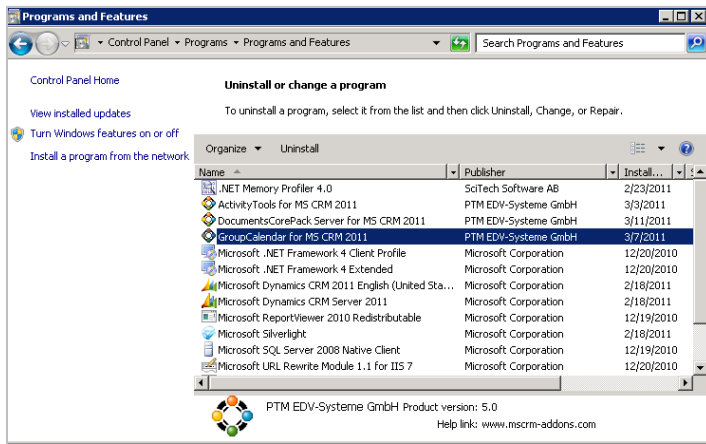 Programs and Features
Control Panel Programs Programs and Features Search Programs and Features
Control Panel Home
View installed updates
Turn Windows features on or off
Install a program from the network
Uninstall or change a program
To uninstall a program, select it from the list and then click Uninstall, Change, or Repair.
Organize Uninstall
Name Publisher Install...
.NET Memory Profiler 4.0 SciTech Software AB 2/23/2011
ActivityTools for MS CRM 2011 PTM EDV-Systeme GmbH 3/3/2011
DocumentsCorePack Server for MS CRM 2011 PTM EDV-Systeme GmbH 3/11/2011
GroupCalendar for MS CRM 2011 PTM EDV-Systeme GmbH 3/7/2011
Microsoft .NET Framework 4 Client Profile Microsoft Corporation 12/20/2010
Microsoft .NET Framework 4 Extended Microsoft Corporation 12/20/2010
Microsoft Dynamics CRM 2011 English (United Sta... Microsoft Corporation 2/18/2011
Microsoft Dynamics CRM Server 2011 Microsoft Corporation 2/18/2011
Microsoft ReportViewer 2010 Redistributable Microsoft Corporation 12/19/2010
Microsoft Silverlight Microsoft Corporation 2/18/2011
Microsoft SQL Server 2008 Native Client Microsoft Corporation 12/19/2010
Microsoft URL Rewrite Module 1.1 for IIS 7 Microsoft Corporation 12/20/2010
PTM EDV-Systeme GmbH Product version: 5.0
Help link: www.mscrm-addons.com